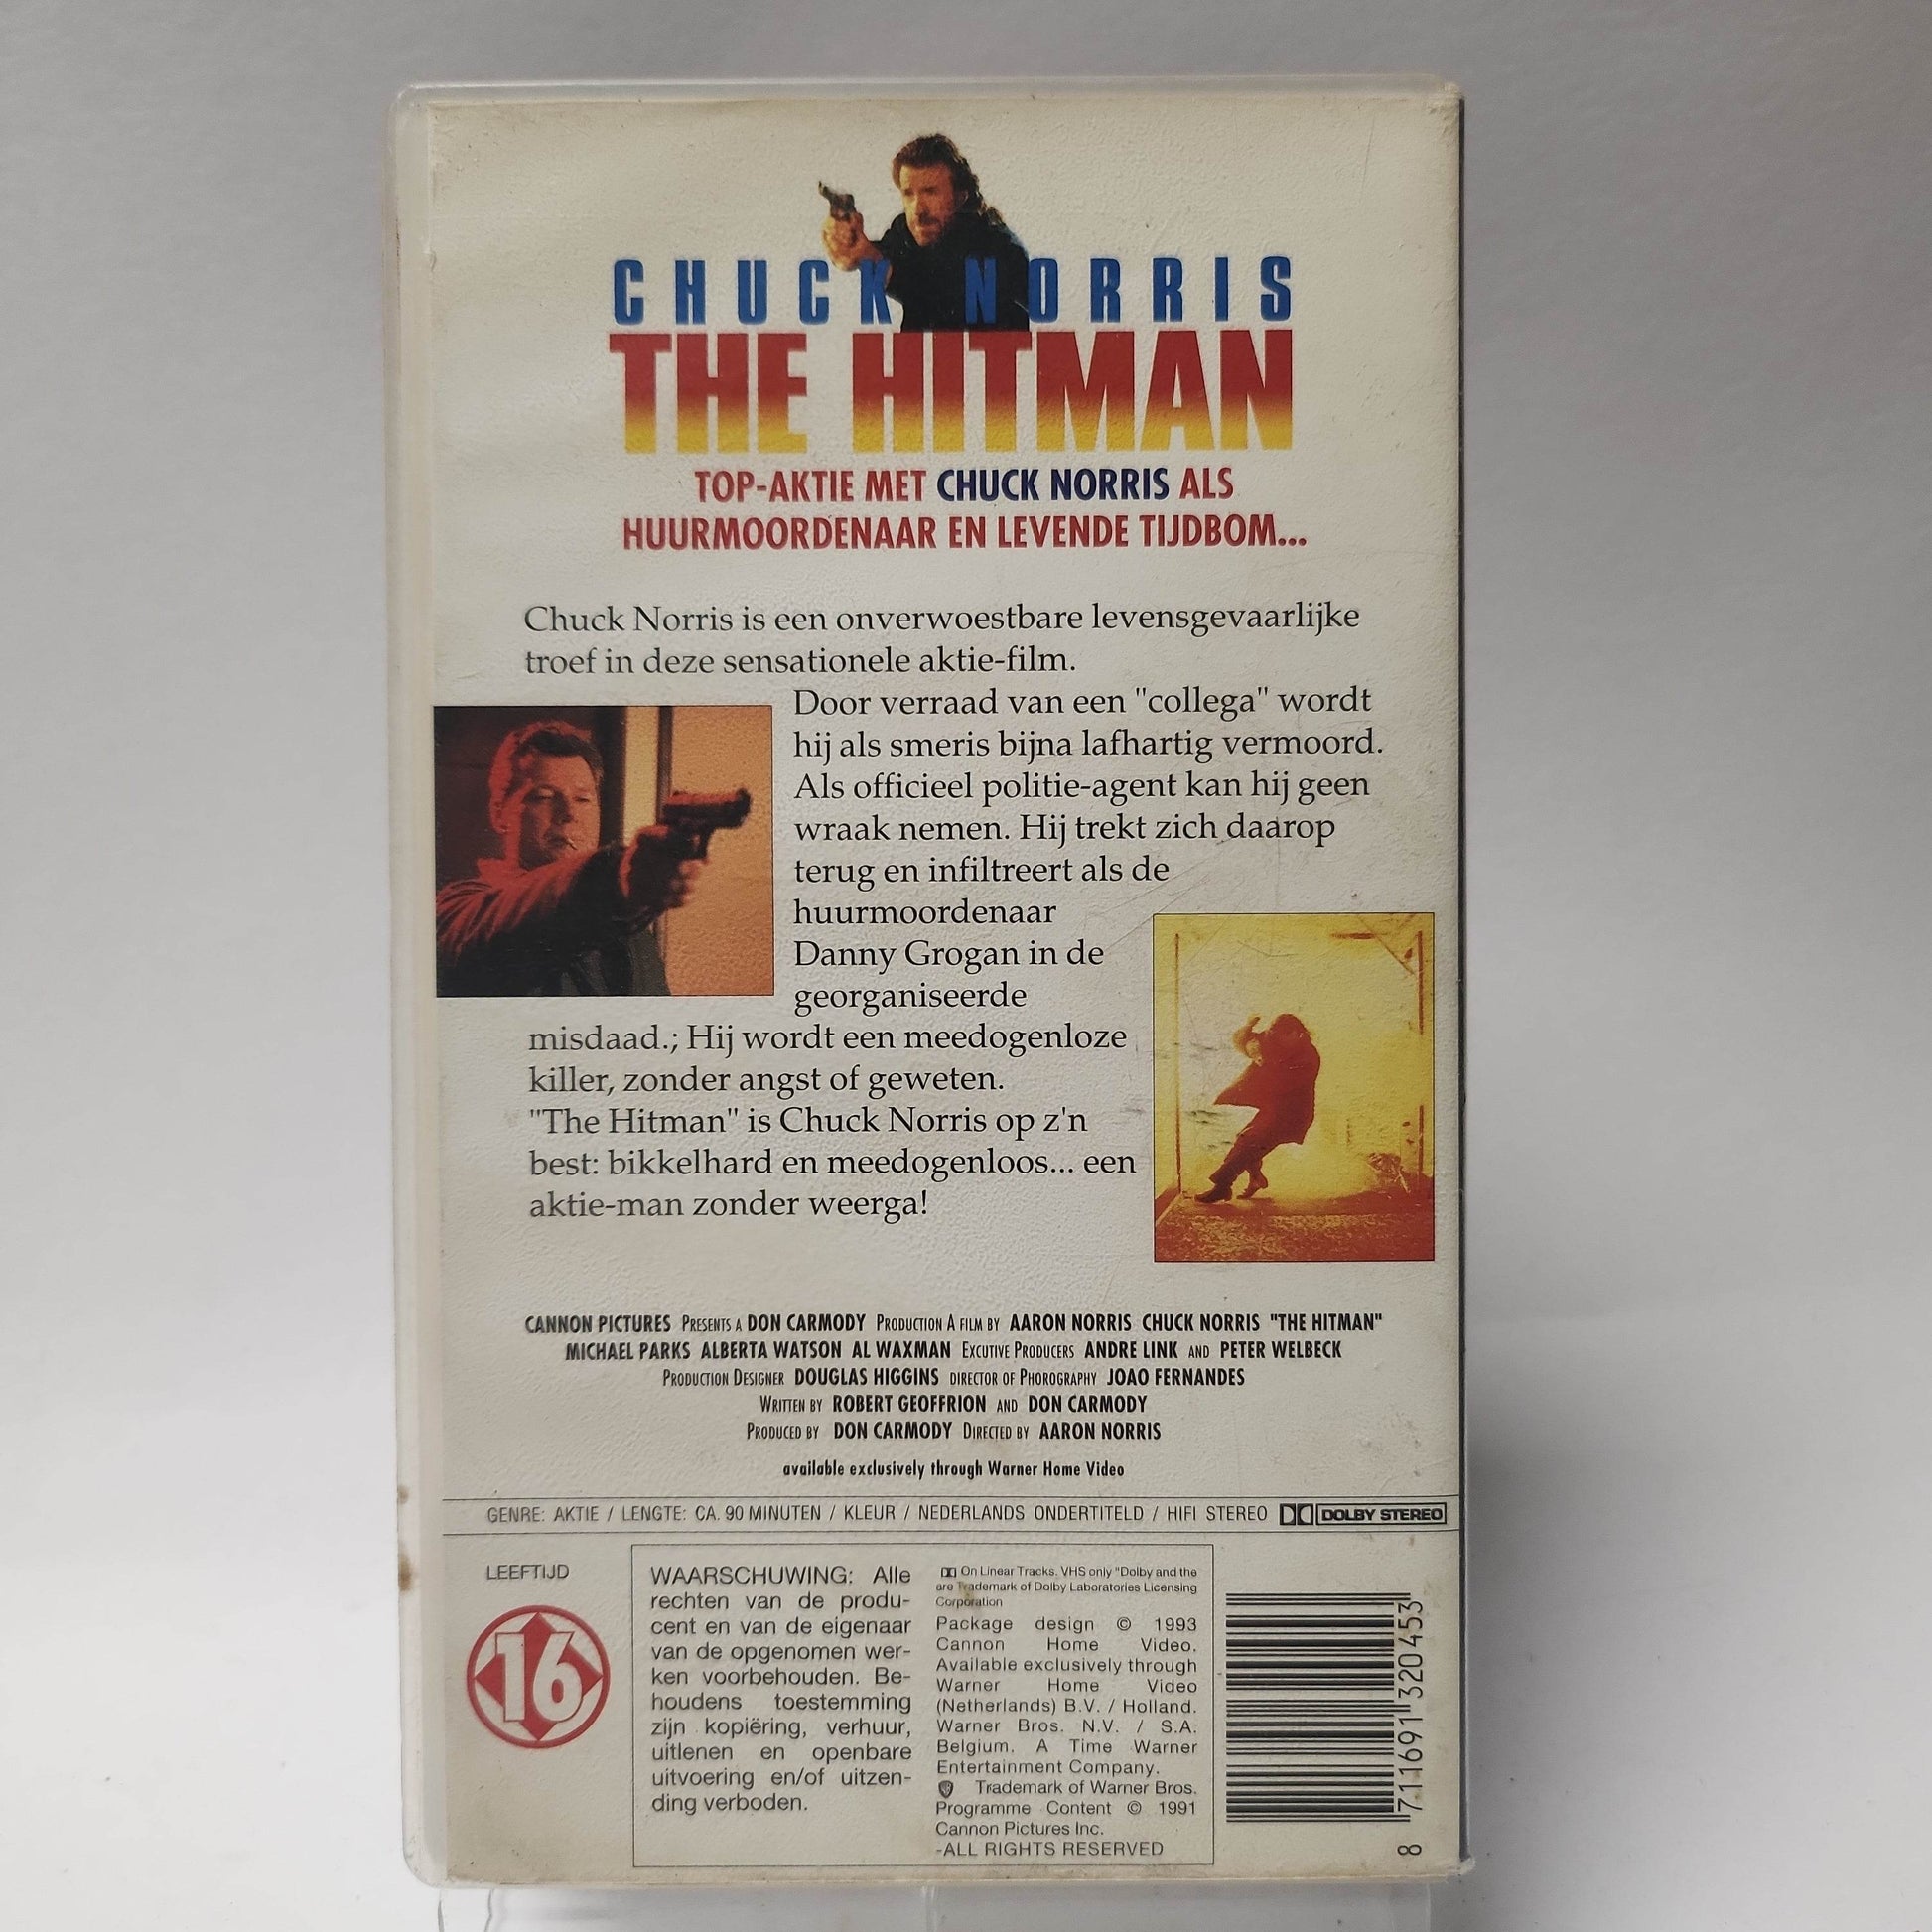 CHUCK NORRIS
THE HITMAN
TOP-AKTIE MET CHUCK NORRIS ALS
HUURMOORDENAAR EN LEVENDE TIJDBOM...
Chuck Norris is een onverwoestbare levensgevaarlijke
troef in deze sensationele aktie-film.
Door verraad van een "collega" wordt
hij als smeris bijna lafhartig vermoord.
Als officieel politie-agent kan hij geen
wraak nemen. Hij trekt zich daarop
terug en infiltreert als de
huurmoordenaar
Danny Grogan in de
georganiseerde
misdaad.; Hij wordt een meedogenloze
killer, zonder angst of geweten.
"The Hitman" is Chuck Norris op z'n
best: bikkelhard en meedogenloos... een
aktie-man zonder weerga!
CANNON PICTURES PRESENTS A DON CARMODY PRODUCTION A FILM BY AARON NORRIS CHUCK NORRIS "THE HITMAN"
MICHAEL PARKS ALBERTA WATSON AL WAXMAN EXCUTIVE PRODUCERS ANDRE LINK AND PETER WELBECK
PRODUCTION DESIGNER DOUGLAS HIGGINS DIRECTOR OF PHOROGRAPHY JOAO FERNANDES
WRITTEN BY ROBERT GEOFFRION AND DON CARMODY
PRODUCED BY DON CARMODY DIRECTED BY AARON NORRIS
available exclusively through Warner Home Video
GENRE: AKTIE / LENGTE: CA. 90 MINUTEN / KLEUR / NEDERLANDS ONDERTITELD / HIFI STEREO DOLBY STEREO
LEEFTIJD
16
WAARSCHUWING: Alle
rechten van de produ-
cent en van de eigenaar
van de opgenomen wer-
ken voorbehouden. Be-
houdens toestemming
zijn kopiëring, verhuur,
uitlenen en openbare
uitvoering en/of uitzen-
ding verboden.
On Linear Tracks. VHS only "Dolby and the
are Trademark of Dolby Laboratories Licensing
Corporation
Package design © 1993
Cannon Home Video.
Available exclusively through
Warner Home Video
(Netherlands) B.V. / Holland.
Warner Bros. N.V. / S.A.
Belgium. A Time Warner
Entertainment Company.
Trademark of Warner Bros.
Programme Content © 1991
Cannon Pictures Inc.
-ALL RIGHTS RESERVED
8 711691 320453